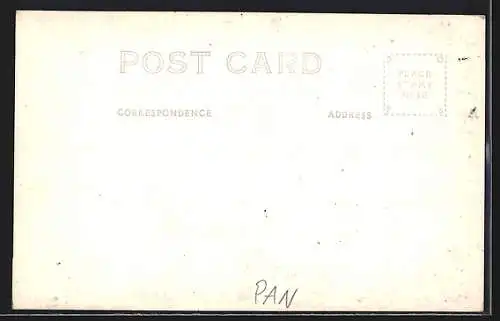 POST CARD
PLACE
STAMP
HERE
CORRESPONDENCE
ADDRESS
PAN